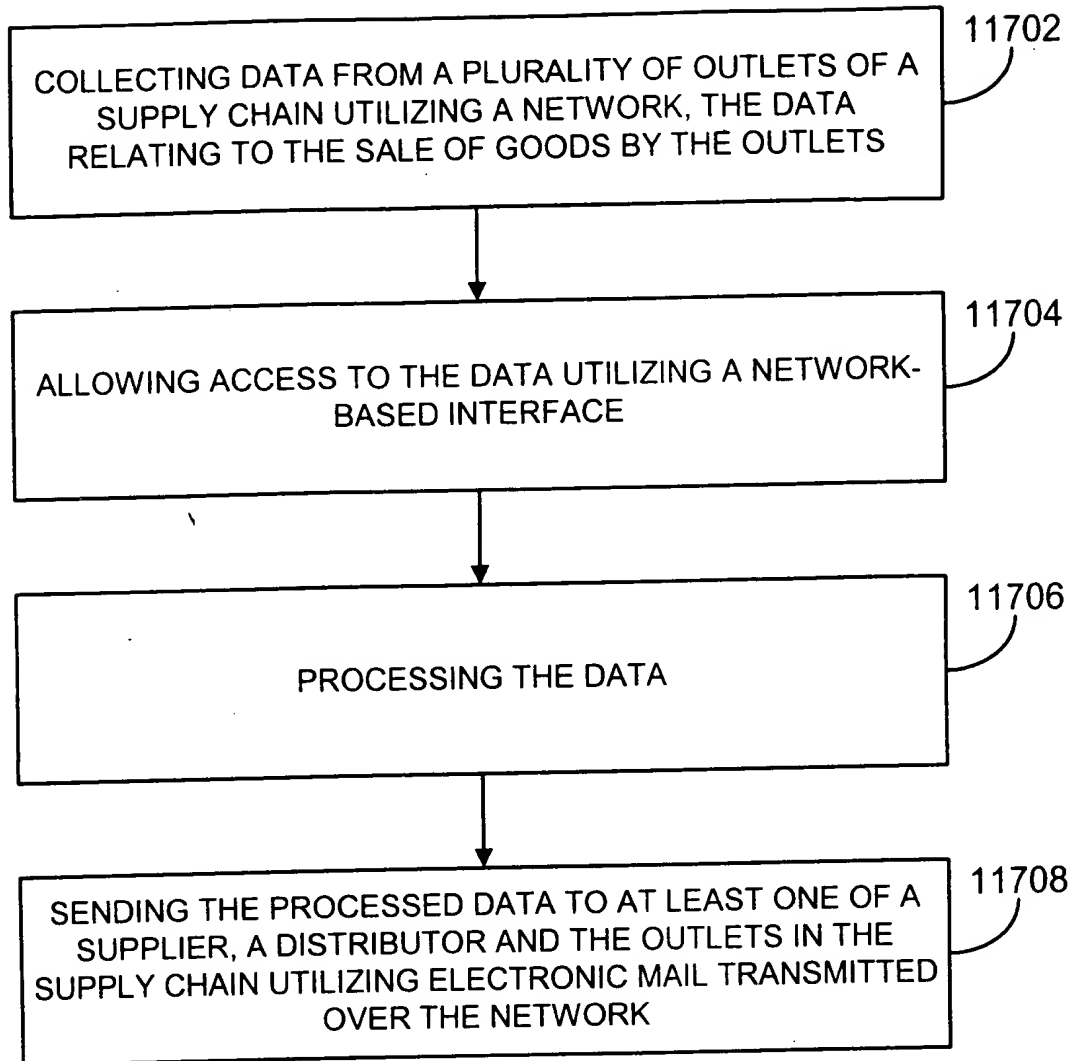 11702
COLLECTING DATA FROM A PLURALITY OF OUTLETS OF A
SUPPLY CHAIN UTILIZING A NETWORK, THE DATA
RELATING TO THE SALE OF GOODS BY THE OUTLETS
11704
ALLOWING ACCESS TO THE DATA UTILIZING A NETWORK-
BASED INTERFACE
11706
PROCESSING THE DATA
11708
SENDING THE PROCESSED DATA TO AT LEAST ONE OF A
SUPPLIER, A DISTRIBUTOR AND THE OUTLETS IN THE
SUPPLY CHAIN UTILIZING ELECTRONIC MAIL TRANSMITTED
OVER THE NETWORK